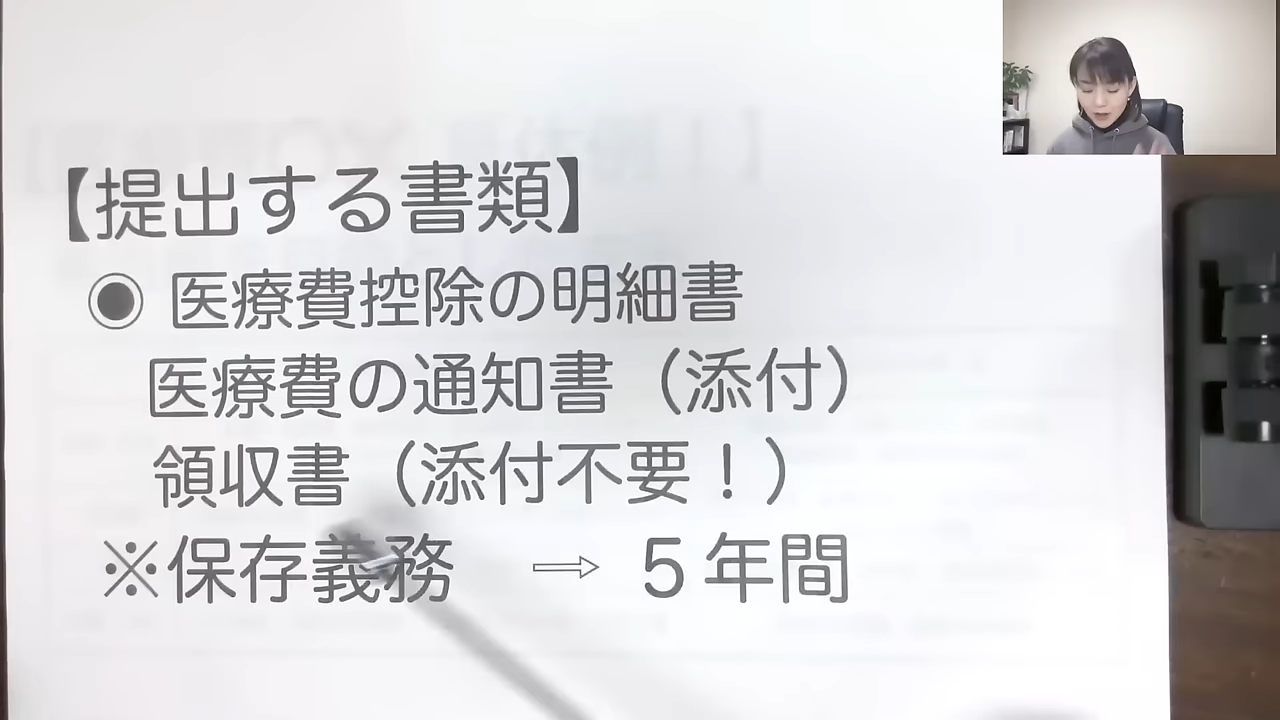 【提出する書類】
◉ 医療費控除の明細書
医療費の通知書（添付）
領収書（添付不要！）
※保存義務 ⇨ 5年間